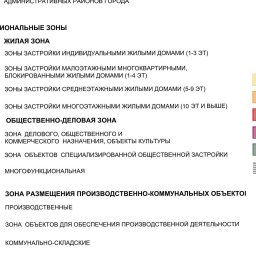 АДМИНИСТРАТИВНЫХ РАЙОНОВ ГОРОДА
ИОНАЛЬНЫЕ ЗОНЫ
ЖИЛАЯ ЗОНА
ЗОНЫ ЗАСТРОЙКИ ИНДИВИДУАЛЬНЫМИ ЖИЛЫМИ ДОМАМИ (1-3 ЭТ)
ЗОНЫ ЗАСТРОЙКИ МАЛОЭТАЖНЫМИ МНОГОКВАРТИРНЫМИ,
БЛОКИРОВАННЫМИ ЖИЛЫМИ ДОМАМИ (1-4 ЭТ)
ЗОНЫ ЗАСТРОЙКИ СРЕДНЕЭТАЖНЫМИ ЖИЛЫМИ ДОМАМИ (5-9 ЭТ)
ЗОНЫ ЗАСТРОЙКИ МНОГОЭТАЖНЫМИ ЖИЛЫМИ ДОМАМИ (10 ЭТ И ВЫШЕ)
ОБЩЕСТВЕННО-ДЕЛОВАЯ ЗОНА
ЗОНА ДЕЛОВОГО, ОБЩЕСТВЕННОГО И
КОММЕРЧЕСКОГО НАЗНАЧЕНИЯ, ОБЪЕКТЫ КУЛЬТУРЫ
ЗОНА ОБЪЕКТОВ СПЕЦИАЛИЗИРОВАННОЙ ОБЩЕСТВЕННОЙ ЗАСТРОЙКИ
МНОГОФУНКЦИОНАЛЬНАЯ
ЗОНА РАЗМЕЩЕНИЯ ПРОИЗВОДСТВЕННО-КОММУНАЛЬНЫХ ОБЪЕКТОВ
ПРОИЗВОДСТВЕННЫЕ
ЗОНА ОБЪЕКТОВ ДЛЯ ОБЕСПЕЧЕНИЯ ПРОИЗВОДСТВЕННОЙ ДЕЯТЕЛЬНОСТИ
КОММУНАЛЬНО-СКЛАДСКИЕ